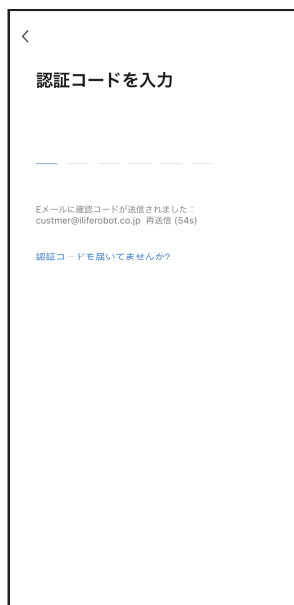 認証コードを入力
Eメールに確認コードが送信されました：
custmer@iliferobot.co.jp 再送信 (54s)
認証コードを届いてませんか?